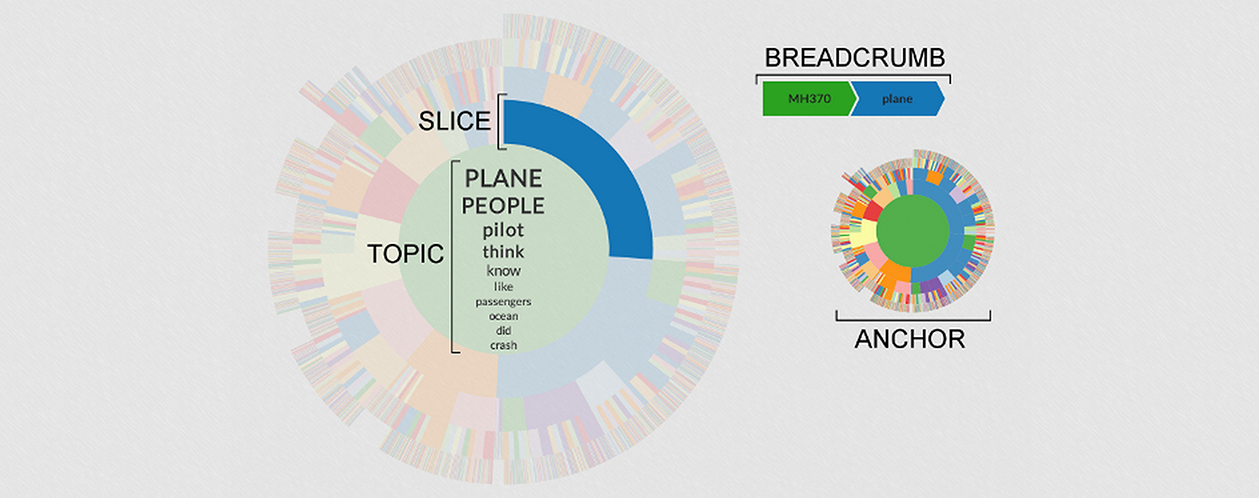 BREADCRUMB
MH370 plane
SLICE
PLANE
PEOPLE
pilot
think
TOPIC
know
like
passengers
ocean
did
crash
ANCHOR